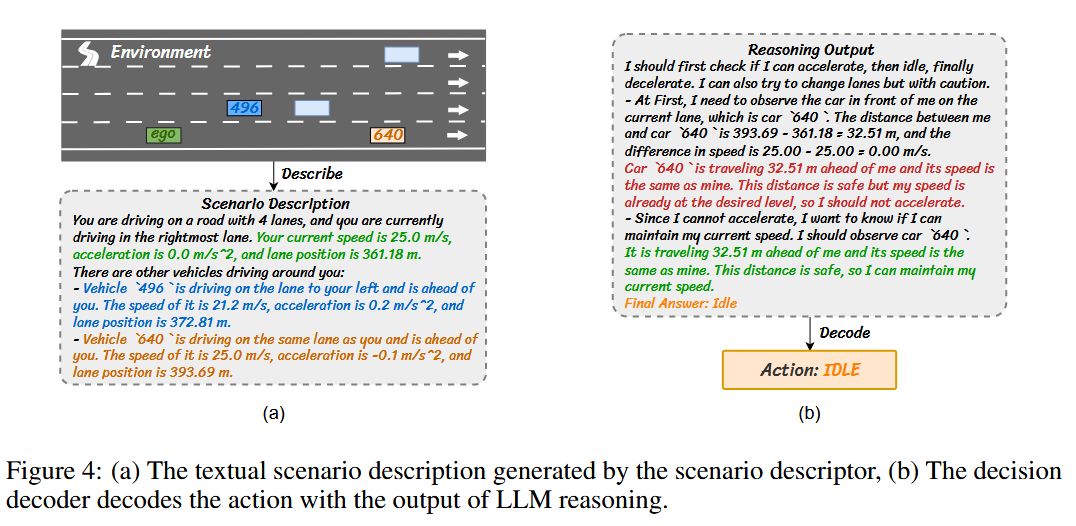 Environment
496
ego
640
Describe
Scenario Description
You are driving on a road with 4 lanes, and you are currently
driving in the rightmost lane. Your current speed is 25.0 m/s,
acceleration is 0.0 m/s^2, and lane position is 361.18 m.
There are other vehicles driving around you:
- Vehicle `496` is driving on the lane to your left and is ahead of
you. The speed of it is 21.2 m/s, acceleration is 0.2 m/s^2, and
lane position is 372.81 m.
- Vehicle `640` is driving on the same lane as you and is ahead of
you. The speed of it is 25.0 m/s, acceleration is -0.1 m/s^2, and
lane position is 393.69 m.
(a)
Reasoning Output
I should first check if I can accelerate, then idle, finally
decelerate. I can also try to change lanes but with caution.
- At First, I need to observe the car in front of me on the
current lane, which is car `640`. The distance between me
and car `640` is 393.69 - 361.18 = 32.51 m, and the
difference in speed is 25.00 - 25.00 = 0.00 m/s.
Car `640` is traveling 32.51 m ahead of me and its speed is
the same as mine. This distance is safe but my speed is
already at the desired level, so I should not accelerate.
- Since I cannot accelerate, I want to know if I can
maintain my current speed. I should observe car `640`.
It is traveling 32.51 m ahead of me and its speed is the
same as mine. This distance is safe, so I can maintain my
current speed.
Final Answer: Idle
Decode
Action: IDLE
(b)
Figure 4: (a) The textual scenario description generated by the scenario descriptor, (b) The decision
decoder decodes the action with the output of LLM reasoning.